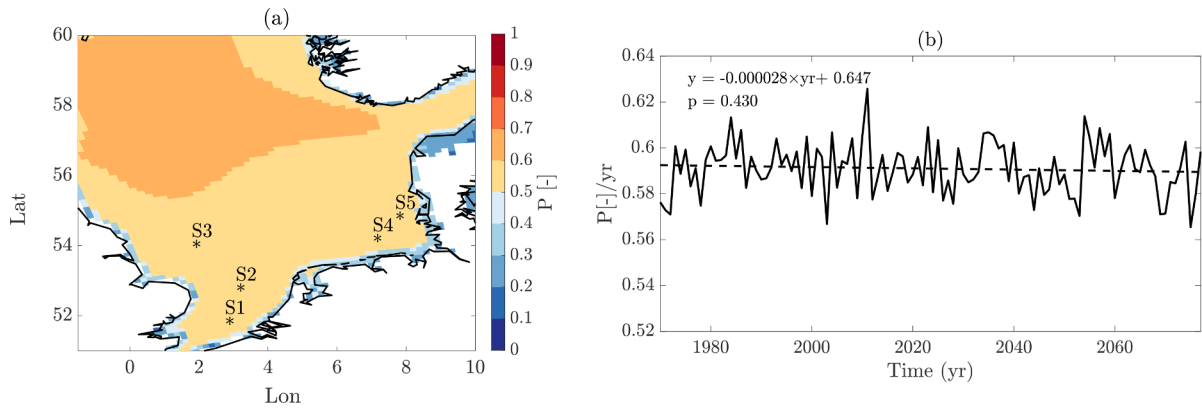 (a)
60
58
56
54
52
Lat
0
2
4
6
8
10
Lon
S1
S2
S3
S4
S5
1
0.9
0.8
0.7
0.6
0.5
0.4
0.3
0.2
0.1
0
P [-]
(b)
y = -0.000028×yr+ 0.647
p = 0.430
0.64
0.62
0.6
0.58
0.56
0.54
0.52
P[-]/yr
1980
2000
2020
2040
2060
Time (yr)